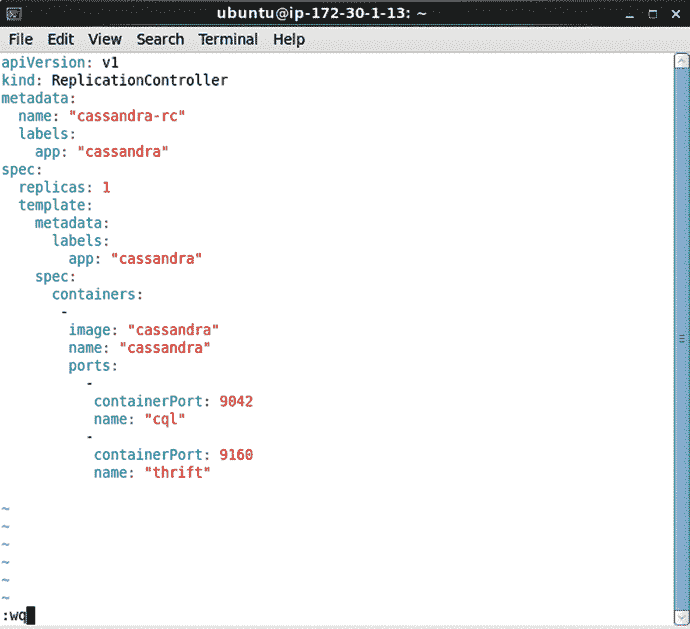 ubuntu@ip-172-30-1-13: ~
File Edit View Search Terminal Help
apiVersion: v1
kind: ReplicationController
metadata:
  name: "cassandra-rc"
  labels:
    app: "cassandra"
spec:
  replicas: 1
  template:
    metadata:
      labels:
        app: "cassandra"
    spec:
      containers:
       -
        image: "cassandra"
        name: "cassandra"
        ports:
          -
           containerPort: 9042
           name: "cql"
          -
           containerPort: 9160
           name: "thrift"
~
~
~
~
~
~
:wq